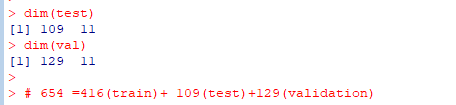 > dim(test)
[1] 109  11
> dim(val)
[1] 129  11
>
> # 654 =416(train)+ 109(test)+129(validation)